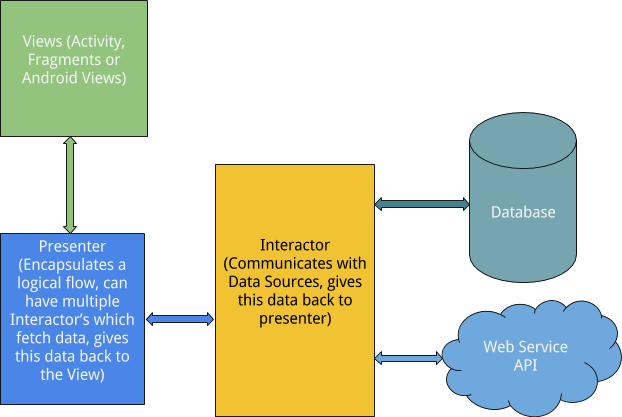 Views (Activity,
Fragments or
Android Views)
Presenter
(Encapsulates a
logical flow, can
have multiple
Interactor's which
fetch data, gives
this data back to
the View)
Interactor
(Communicates with
Data Sources, gives
this data back to
presenter)
Database
Web Service
API